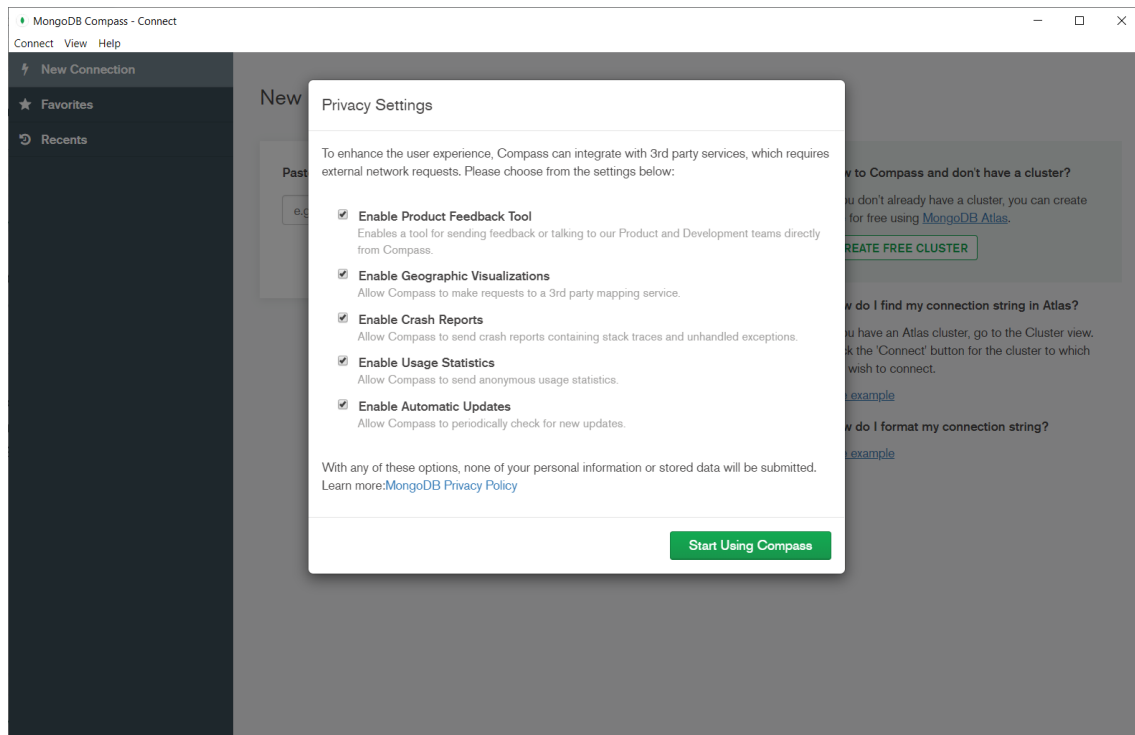 MongoDB Compass - Connect
Connect View Help
New Connection
Favorites
Recents
New
Privacy Settings
To enhance the user experience, Compass can integrate with 3rd party services, which requires
external network requests. Please choose from the settings below:
Enable Product Feedback Tool
Enables a tool for sending feedback or talking to our Product and Development teams directly
from Compass.
Enable Geographic Visualizations
Allow Compass to make requests to a 3rd party mapping service.
Enable Crash Reports
Allow Compass to send crash reports containing stack traces and unhandled exceptions.
Enable Usage Statistics
Allow Compass to send anonymous usage statistics.
Enable Automatic Updates
Allow Compass to periodically check for new updates.
With any of these options, none of your personal information or stored data will be submitted.
Learn more:MongoDB Privacy Policy
Start Using Compass
to Compass and don't have a cluster?
don't already have a cluster, you can create
for free using MongoDB Atlas.
FREE CLUSTER
do I find my connection string in Atlas?
have an Atlas cluster, go to the Cluster view.
the 'Connect' button for the cluster to which
wish to connect.
example
do I format my connection string?
example